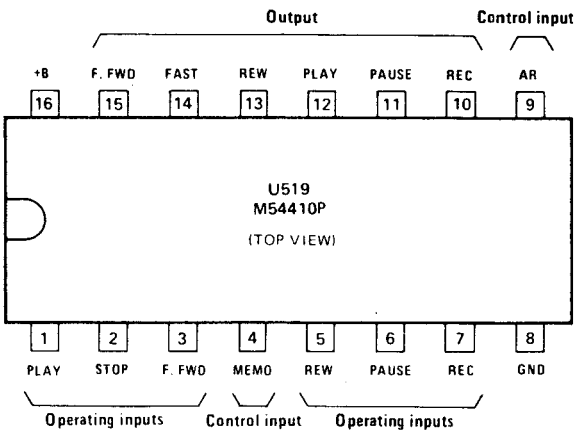 Output Control input
+B F. FWD FAST REW PLAY PAUSE REC AR
16 15 14 13 12 11 10 9
U519
M54410P
(TOP VIEW)
1 2 3 4 5 6 7 8
PLAY STOP F. FWD MEMO REW PAUSE REC GND
Operating inputs Control input Operating inputs